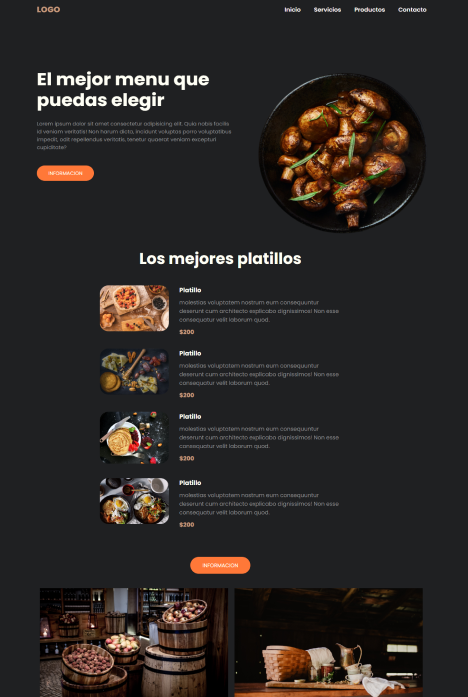 LOGO
Inicio Servicios Productos Contacto
El mejor menu que
puedas elegir
Lorem ipsum dolor sit amet consectetur adipisicing elit. Quia nobis facilis
id veniam veritatis! Non harum dicta, incidunt voluptas porro voluptatibus
impedit, odit repellendus veritatis, tenetur quaerat veniam excepturi
cupiditate?
INFORMACION
Los mejores platillos
Platillo
molestias voluptatem nostrum eum consequuntur
deserunt cum architecto explicabo dignissimos! Non esse
consequatur velit laborum quod.
$200
Platillo
molestias voluptatem nostrum eum consequuntur
deserunt cum architecto explicabo dignissimos! Non esse
consequatur velit laborum quod.
$200
Platillo
molestias voluptatem nostrum eum consequuntur
deserunt cum architecto explicabo dignissimos! Non esse
consequatur velit laborum quod.
$200
Platillo
molestias voluptatem nostrum eum consequuntur
deserunt cum architecto explicabo dignissimos! Non esse
consequatur velit laborum quod.
$200
INFORMACION